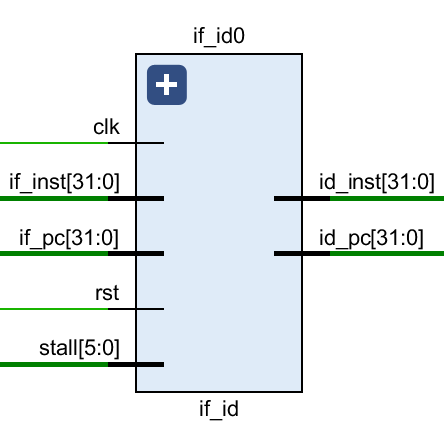 if_id0
clk
if_inst[31:0]
id_inst[31:0]
if_pc[31:0]
id_pc[31:0]
rst
stall[5:0]
if_id